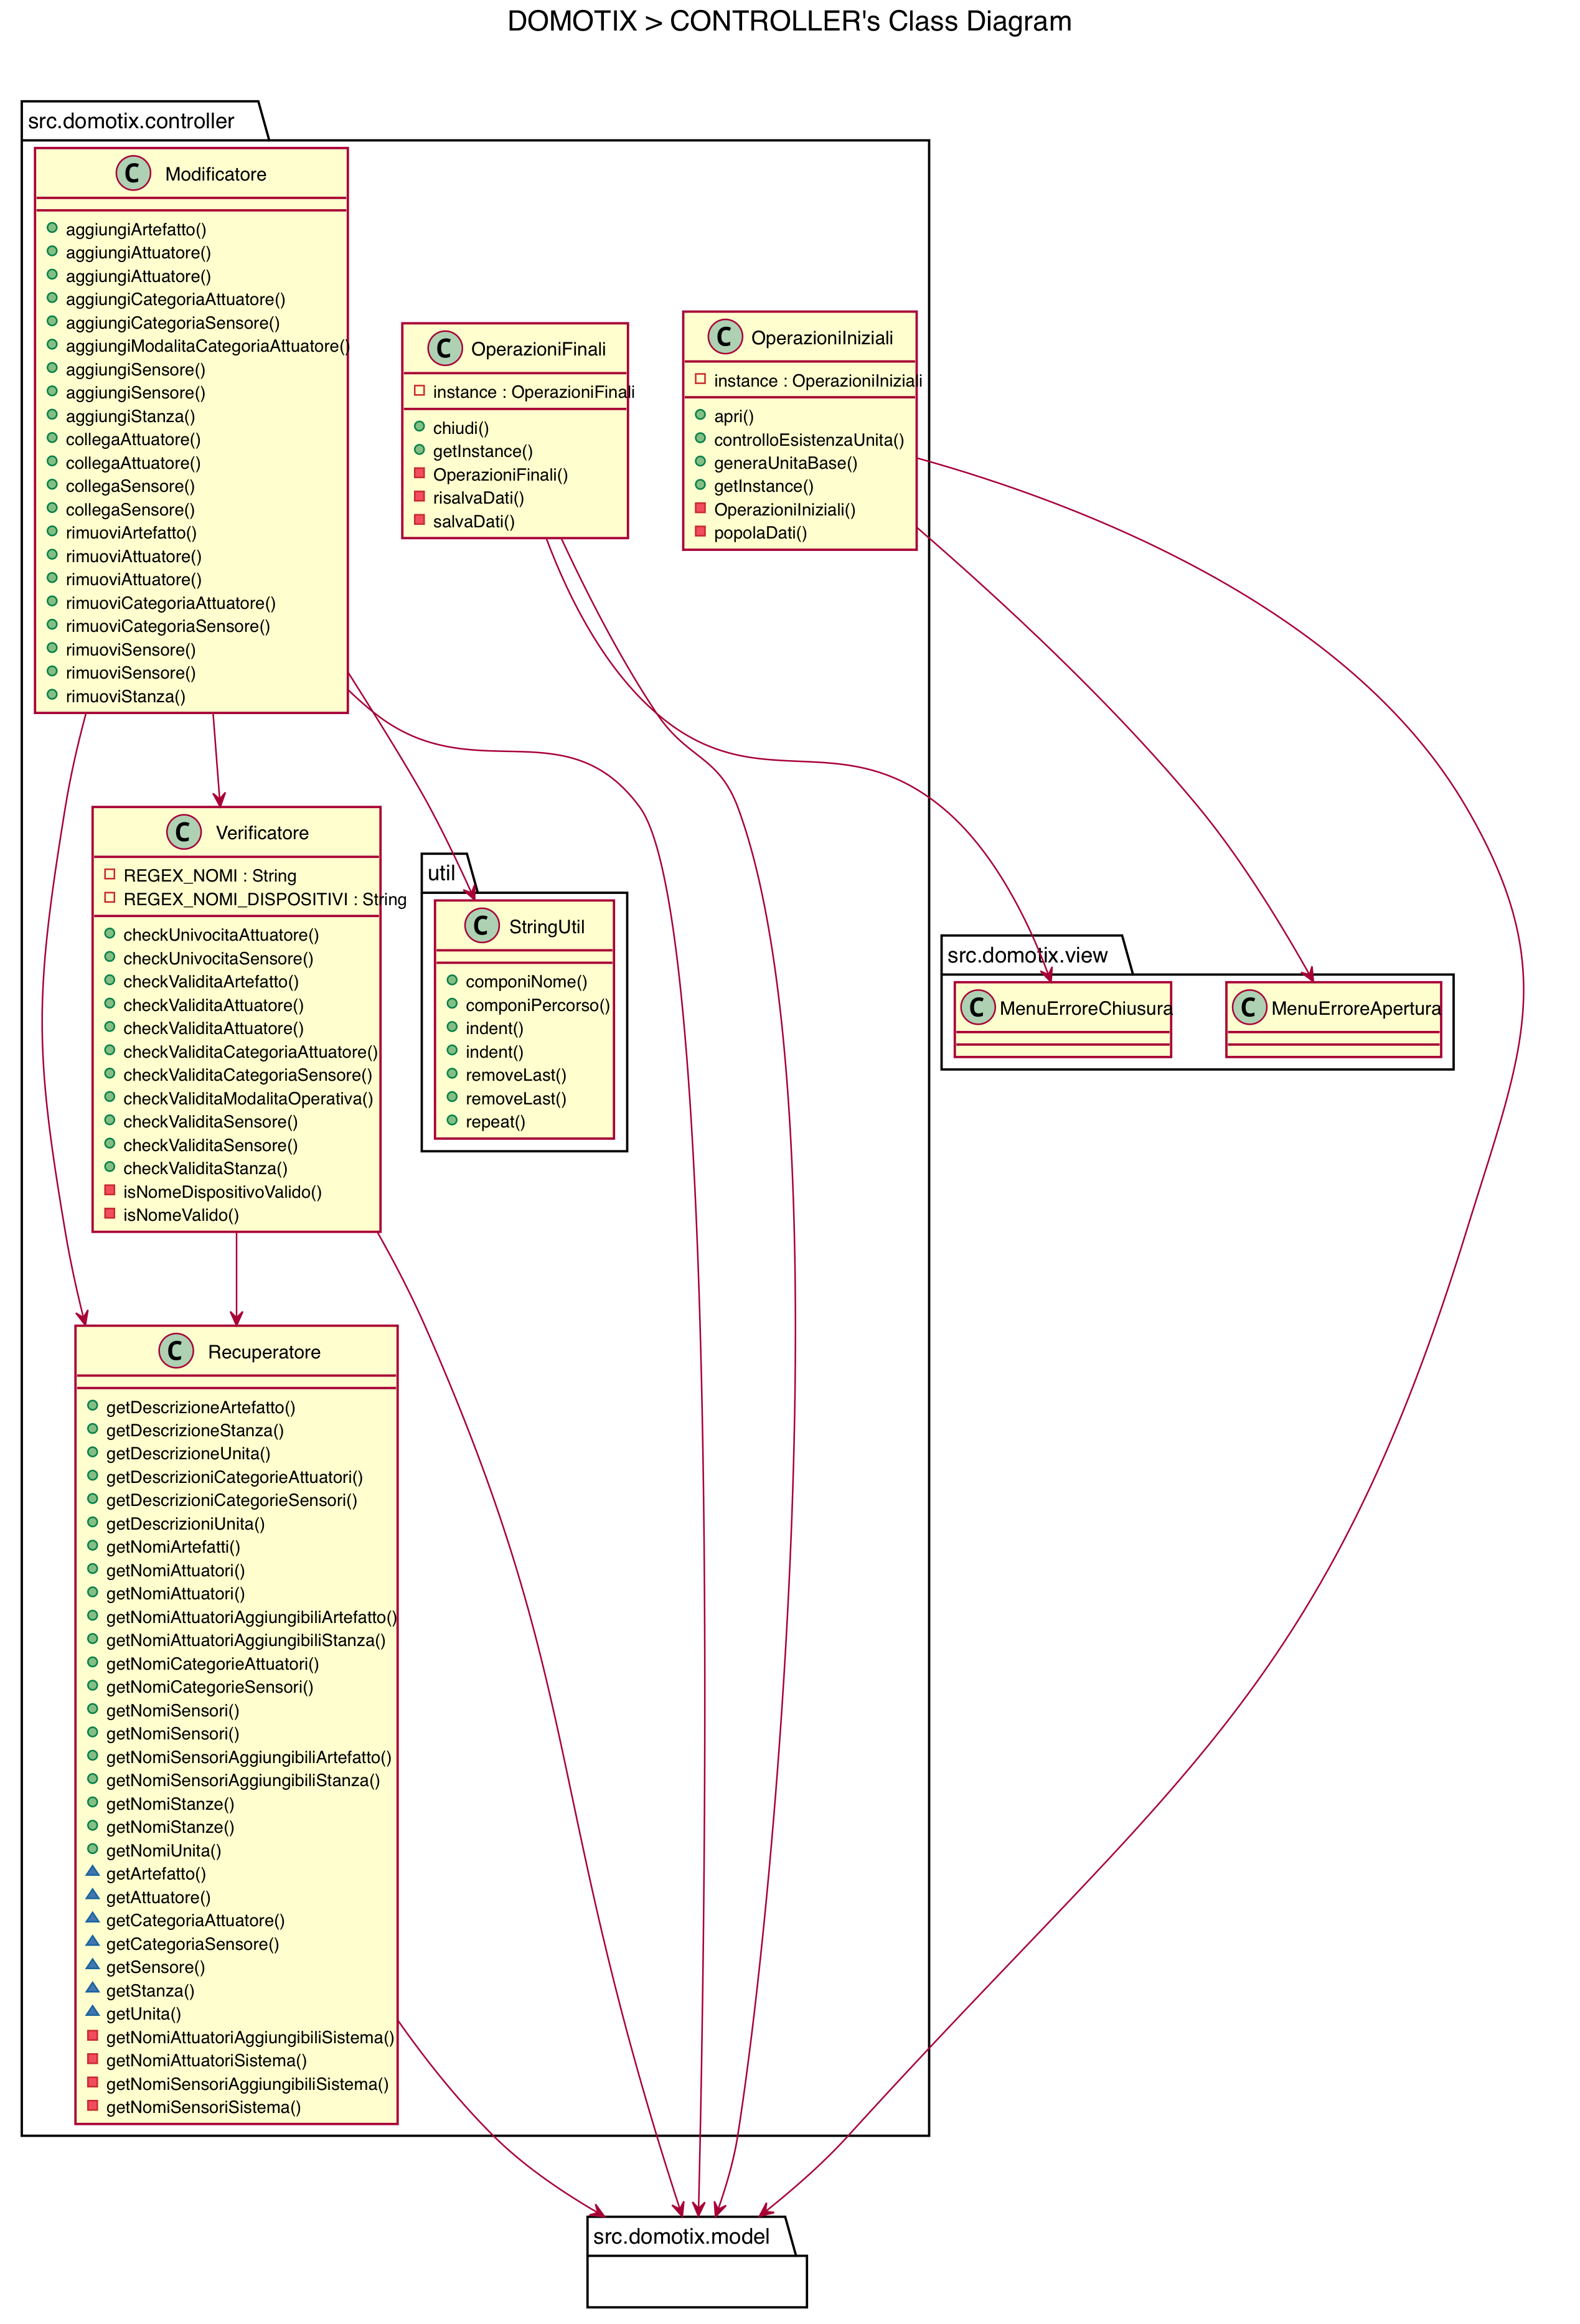 DOMOTIX > CONTROLLER's Class Diagram
src.domotix.controller
C Modificatore
aggiungiArtefatto()
aggiungiAttuatore()
aggiungiAttuatore()
aggiungiCategoriaAttuatore()
aggiungiCategoriaSensore()
aggiungiModalitaCategoriaAttuatore()
aggiungiSensore()
aggiungiSensore()
aggiungiStanza()
collegaAttuatore()
collegaAttuatore()
collegaSensore()
collegaSensore()
rimuoviArtefatto()
rimuoviAttuatore()
rimuoviAttuatore()
rimuoviCategoriaAttuatore()
rimuoviCategoriaSensore()
rimuoviSensore()
rimuoviSensore()
rimuoviStanza()
C OperazioniFinali
instance : OperazioniFinali
chiudi()
getInstance()
OperazioniFinali()
risalvaDati()
salvaDati()
C OperazioniIniziali
instance : OperazioniIniziali
apri()
controlloEsistenzaUnita()
generaUnitaBase()
getInstance()
OperazioniIniziali()
popolaDati()
C Verificatore
REGEX_NOMI : String
REGEX_NOMI_DISPOSITIVI : String
checkUnivocitaAttuatore()
checkUnivocitaSensore()
checkValiditaArtefatto()
checkValiditaAttuatore()
checkValiditaAttuatore()
checkValiditaCategoriaAttuatore()
checkValiditaCategoriaSensore()
checkValiditaModalitaOperativa()
checkValiditaSensore()
checkValiditaSensore()
checkValiditaStanza()
isNomeDispositivoValido()
isNomeValido()
util
C StringUtil
componiNome()
componiPercorso()
indent()
indent()
removeLast()
removeLast()
repeat()
src.domotix.view
C MenuErroreChiusura
C MenuErroreApertura
C Recuperatore
getDescrizioneArtefatto()
getDescrizioneStanza()
getDescrizioneUnita()
getDescrizioniCategorieAttuatori()
getDescrizioniCategorieSensori()
getDescrizioniUnita()
getNomiArtefatti()
getNomiAttuatori()
getNomiAttuatori()
getNomiAttuatoriAggiungibiliArtefatto()
getNomiAttuatoriAggiungibiliStanza()
getNomiCategorieAttuatori()
getNomiCategorieSensori()
getNomiSensori()
getNomiSensori()
getNomiSensoriAggiungibiliArtefatto()
getNomiSensoriAggiungibiliStanza()
getNomiStanze()
getNomiStanze()
getNomiUnita()
getArtefatto()
getAttuatore()
getCategoriaAttuatore()
getCategoriaSensore()
getSensore()
getStanza()
getUnita()
getNomiAttuatoriAggiungibiliSistema()
getNomiAttuatoriSistema()
getNomiSensoriAggiungibiliSistema()
getNomiSensoriSistema()
src.domotix.model